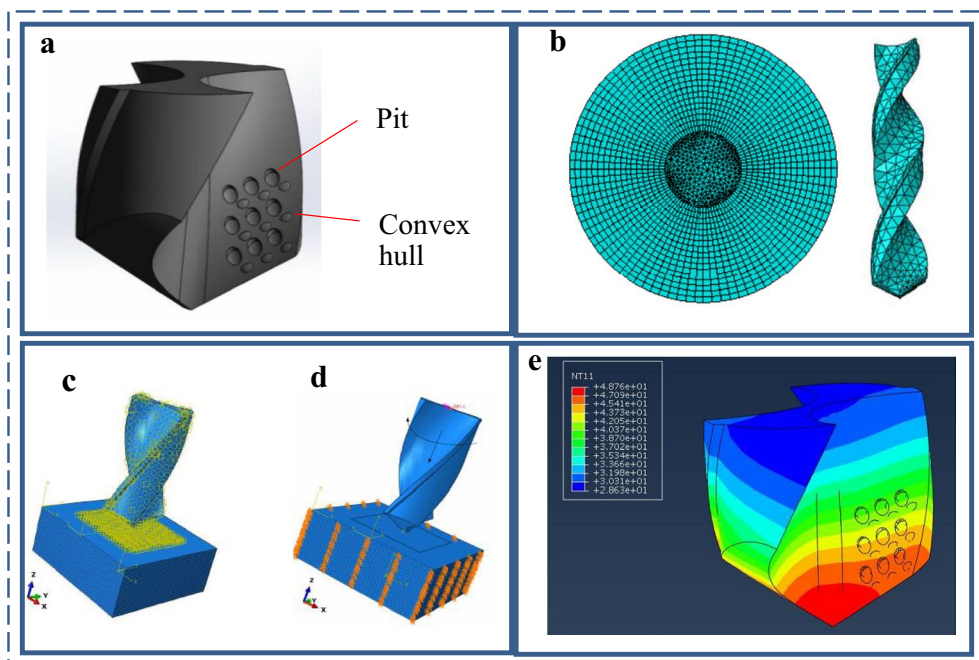 a
Pit
Convex
hull
b
c
Z
Y
X
d
Z
Y
X
e
NT11
+4.876e+01
+4.709e+01
+4.541e+01
+4.373e+01
+4.205e+01
+4.037e+01
+3.870e+01
+3.702e+01
+3.534e+01
+3.366e+01
+3.198e+01
+3.031e+01
+2.863e+01